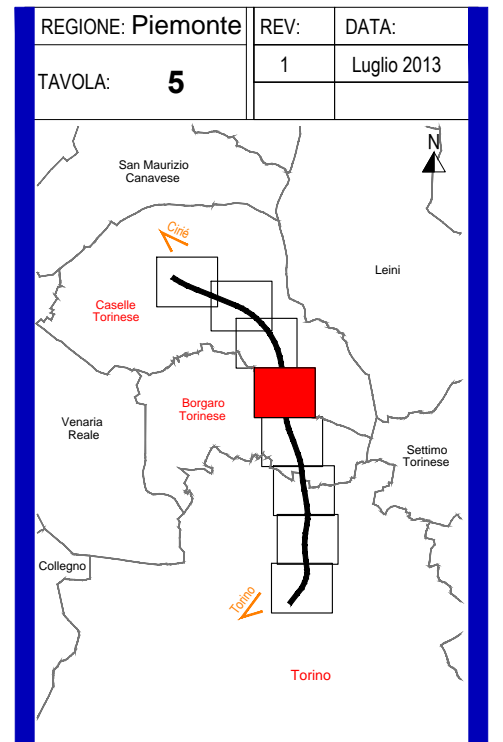 REGIONE: Piemonte
REV:
DATA:
TAVOLA: 5
1
Luglio 2013
N
San Maurizio
Canavese
Cirié
Leini
Caselle
Torinese
Borgaro
Torinese
Venaria
Reale
Settimo
Torinese
Collegno
Torino
Torino